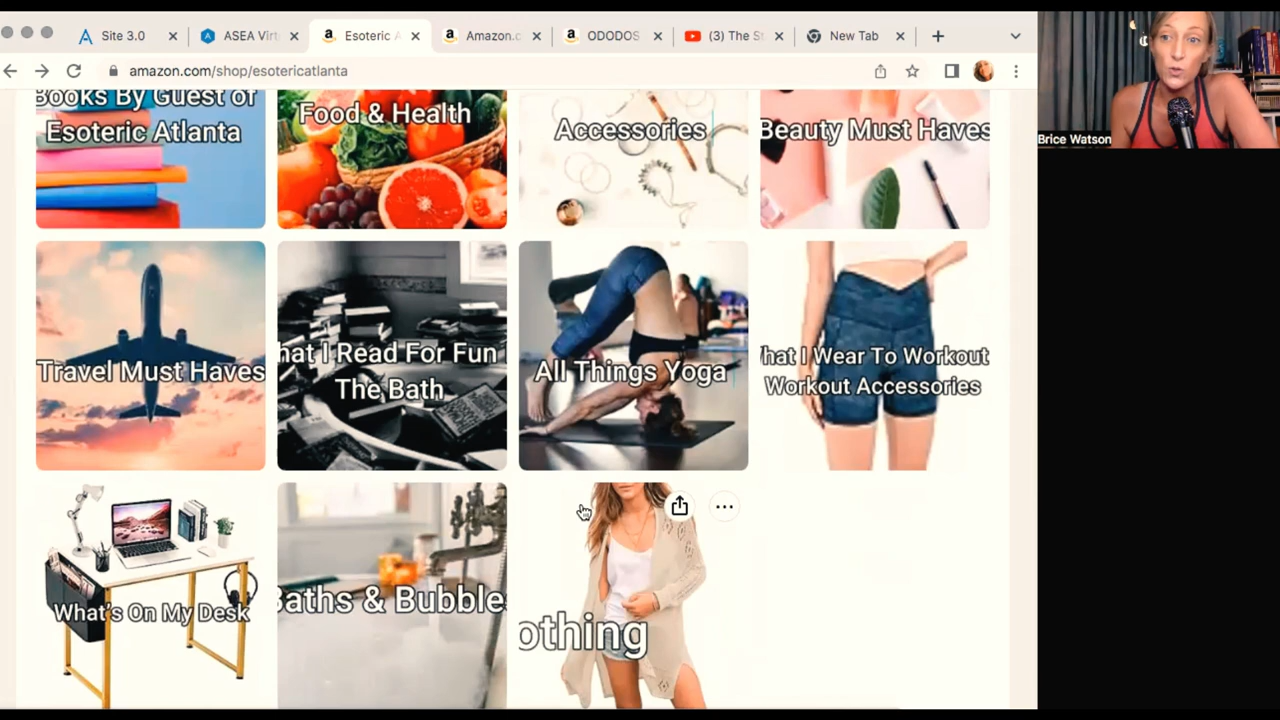 Site 3.0
ASEA Virt
Esoteric A
Amazon.c
ODODOS
(3) The St
New Tab
amazon.com/shop/esotericatlanta
Brice Watson
Books By Guest of
Esoteric Atlanta
Food & Health
Accessories
Beauty Must Haves
Travel Must Haves
hat I Read For Fun
The Bath
All Things Yoga
hat I Wear To Workout
Workout Accessories
What's On My Desk
Baths & Bubbles
othing